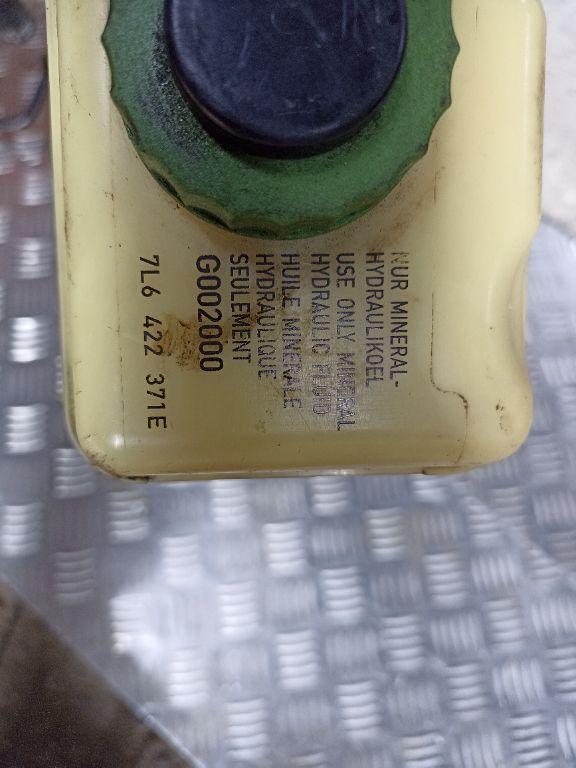 NUR MINERAL-
HYDRAULIKOEL
USE ONLY MINERAL
HYDRAULIC FLUID
HUILE MINERALE
HYDRAULIQUE
SEULEMENT
G002000
7L6 422 371E